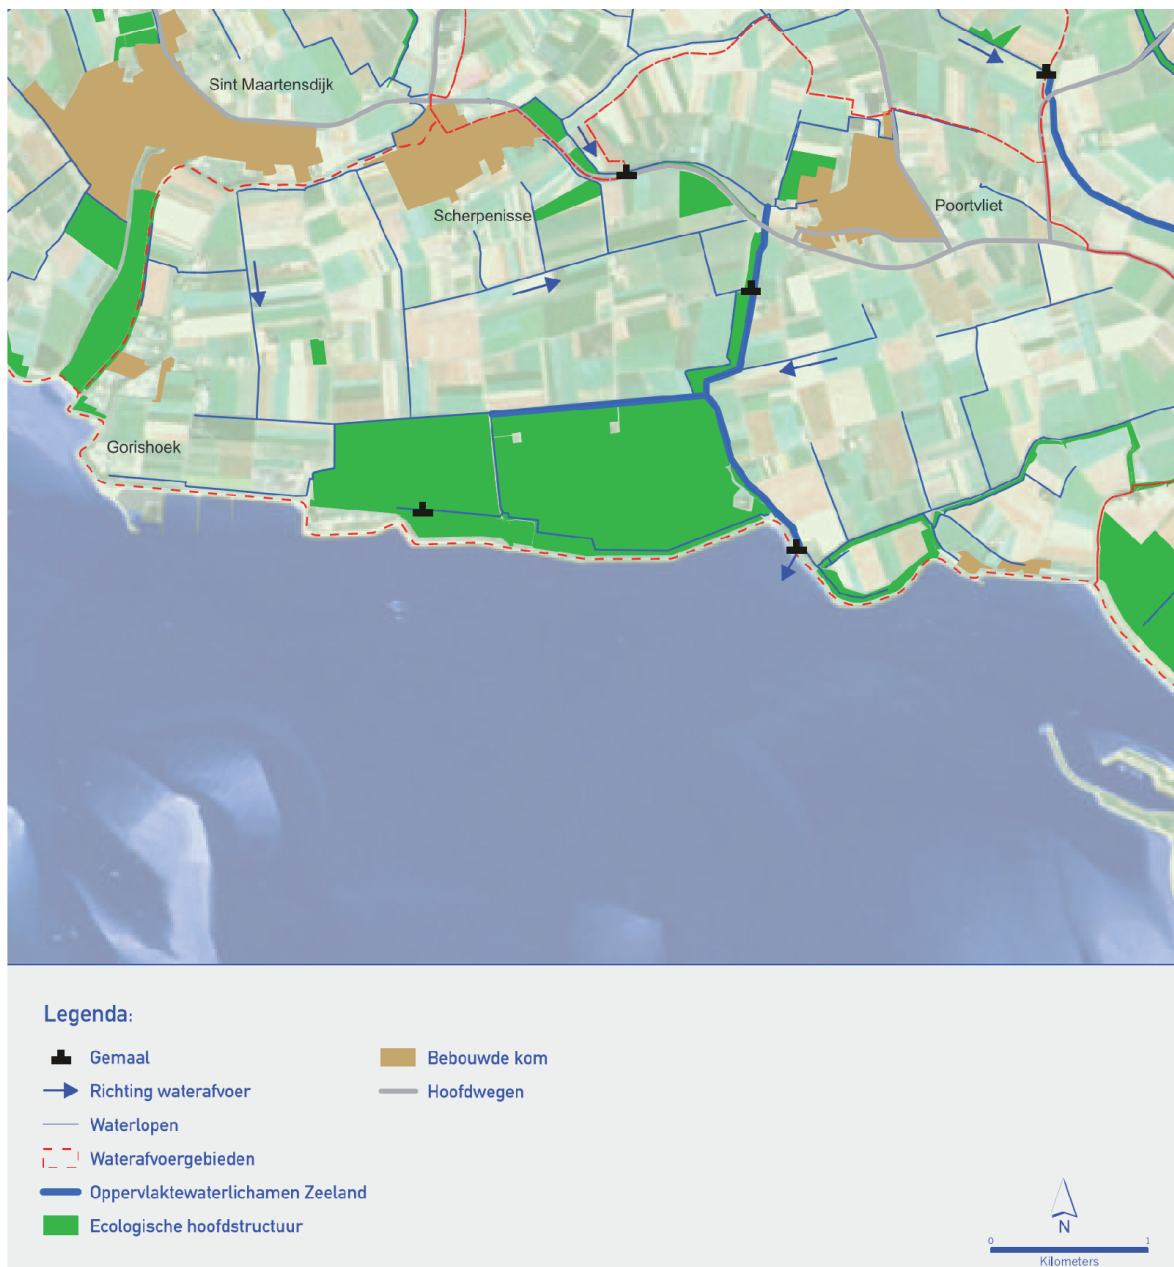 Sint Maartensdijk
Scherpenisse
Poortvliet
Gorishoek
Legenda:
Gemaal
Richting waterafvoer
Waterlopen
Waterafvoergebieden
Oppervlaktewaterlichamen Zeeland
Ecologische hoofdstructuur
Bebouwde kom
Hoofdwegen
N
0 1
Kilometers